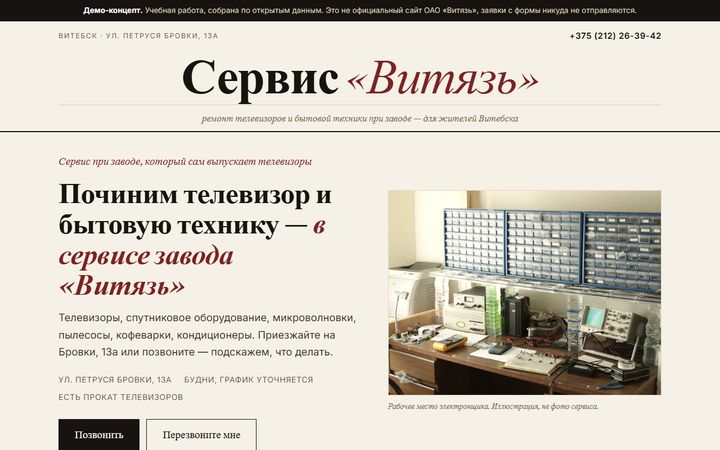 Демо-концепт. Учебная работа, собрана по открытым данным. Это не официальный сайт ОАО «Витязь», заявки с формы никуда не отправляются.
ВИТЕБСК · УЛ. ПЕТРУСЯ БРОВКИ, 13А
+375 (212) 26-39-42
Сервис «Витязь»
ремонт телевизоров и бытовой техники при заводе — для жителей Витебска
Сервис при заводе, который сам выпускает телевизоры
Починим телевизор и
бытовую технику — в
сервисе завода
«Витязь»
Телевизоры, спутниковое оборудование, микроволновки,
пылесосы, кофеварки, кондиционеры. Приезжайте на
Бровки, 13а или позвоните — подскажем, что делать.
УЛ. ПЕТРУСЯ БРОВКИ, 13А БУДНИ, ГРАФИК УТОЧНЯЕТСЯ
ЕСТЬ ПРОКАТ ТЕЛЕВИЗОРОВ
Позвонить Перезвоните мне
Рабочее место электронщика. Иллюстрация, не фото сервиса.